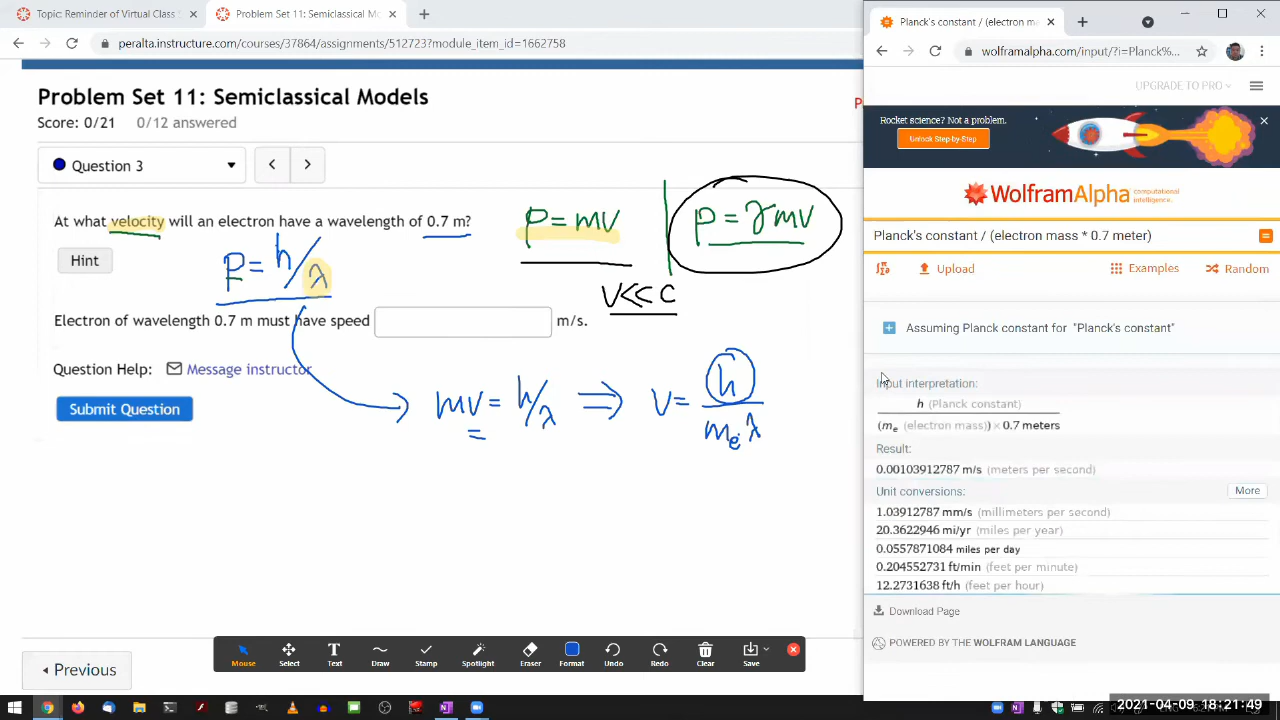 Topic: Reminder of Virtual Class
Problem Set 11: Semiclassical Mo
peralta.instructure.com/courses/37864/assignments/512723?module_item_id=1662758
Problem Set 11: Semiclassical Models
Score: 0/21 0/12 answered
Question 3
At what velocity will an electron have a wavelength of 0.7 m?
Hint
p = mv
p = γmv
v<<c
p = h/λ
Electron of wavelength 0.7 m must have speed m/s.
Question Help: Message instructor
Submit Question
mv = h/λ ⟹ v = h/mₑλ
Previous
Mouse Select Text Draw Stamp Spotlight Eraser Format Undo Redo Clear Save
P
Planck's constant / (electron me
wolframalpha.com/input/?i=Planck%...
UPGRADE TO PRO
Rocket science? Not a problem.
Unlock Step-by-Step
WolframAlpha computational intelligence.
Planck's constant / (electron mass * 0.7 meter)
Upload Examples Random
Assuming Planck constant for "Planck's constant"
Input interpretation:
h (Planck constant)
(mₑ (electron mass)) × 0.7 meters
Result:
0.00103912787 m/s (meters per second)
Unit conversions:
More
1.03912787 mm/s (millimeters per second)
20.3622946 mi/yr (miles per year)
0.0557871084 miles per day
0.204552731 ft/min (feet per minute)
12.2731638 ft/h (feet per hour)
Download Page
POWERED BY THE WOLFRAM LANGUAGE
2021-04-09 18:21:49